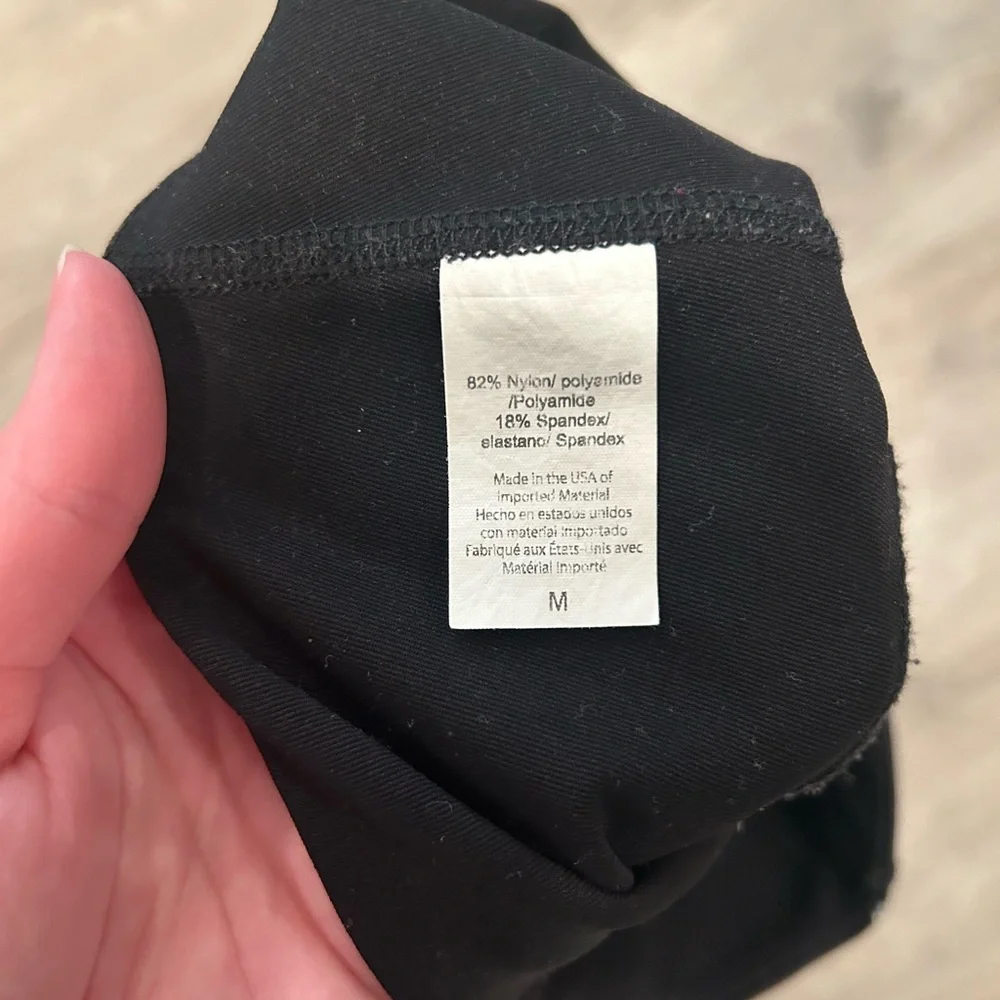 82% Nylon/ polyamide
/Polyamide
18% Spandex/
elastano/ Spandex
Made in the USA of
Imported Material
Hecho en estados unidos
con material importado
Fabriqué aux États-Unis avec
Matérial Importé
M